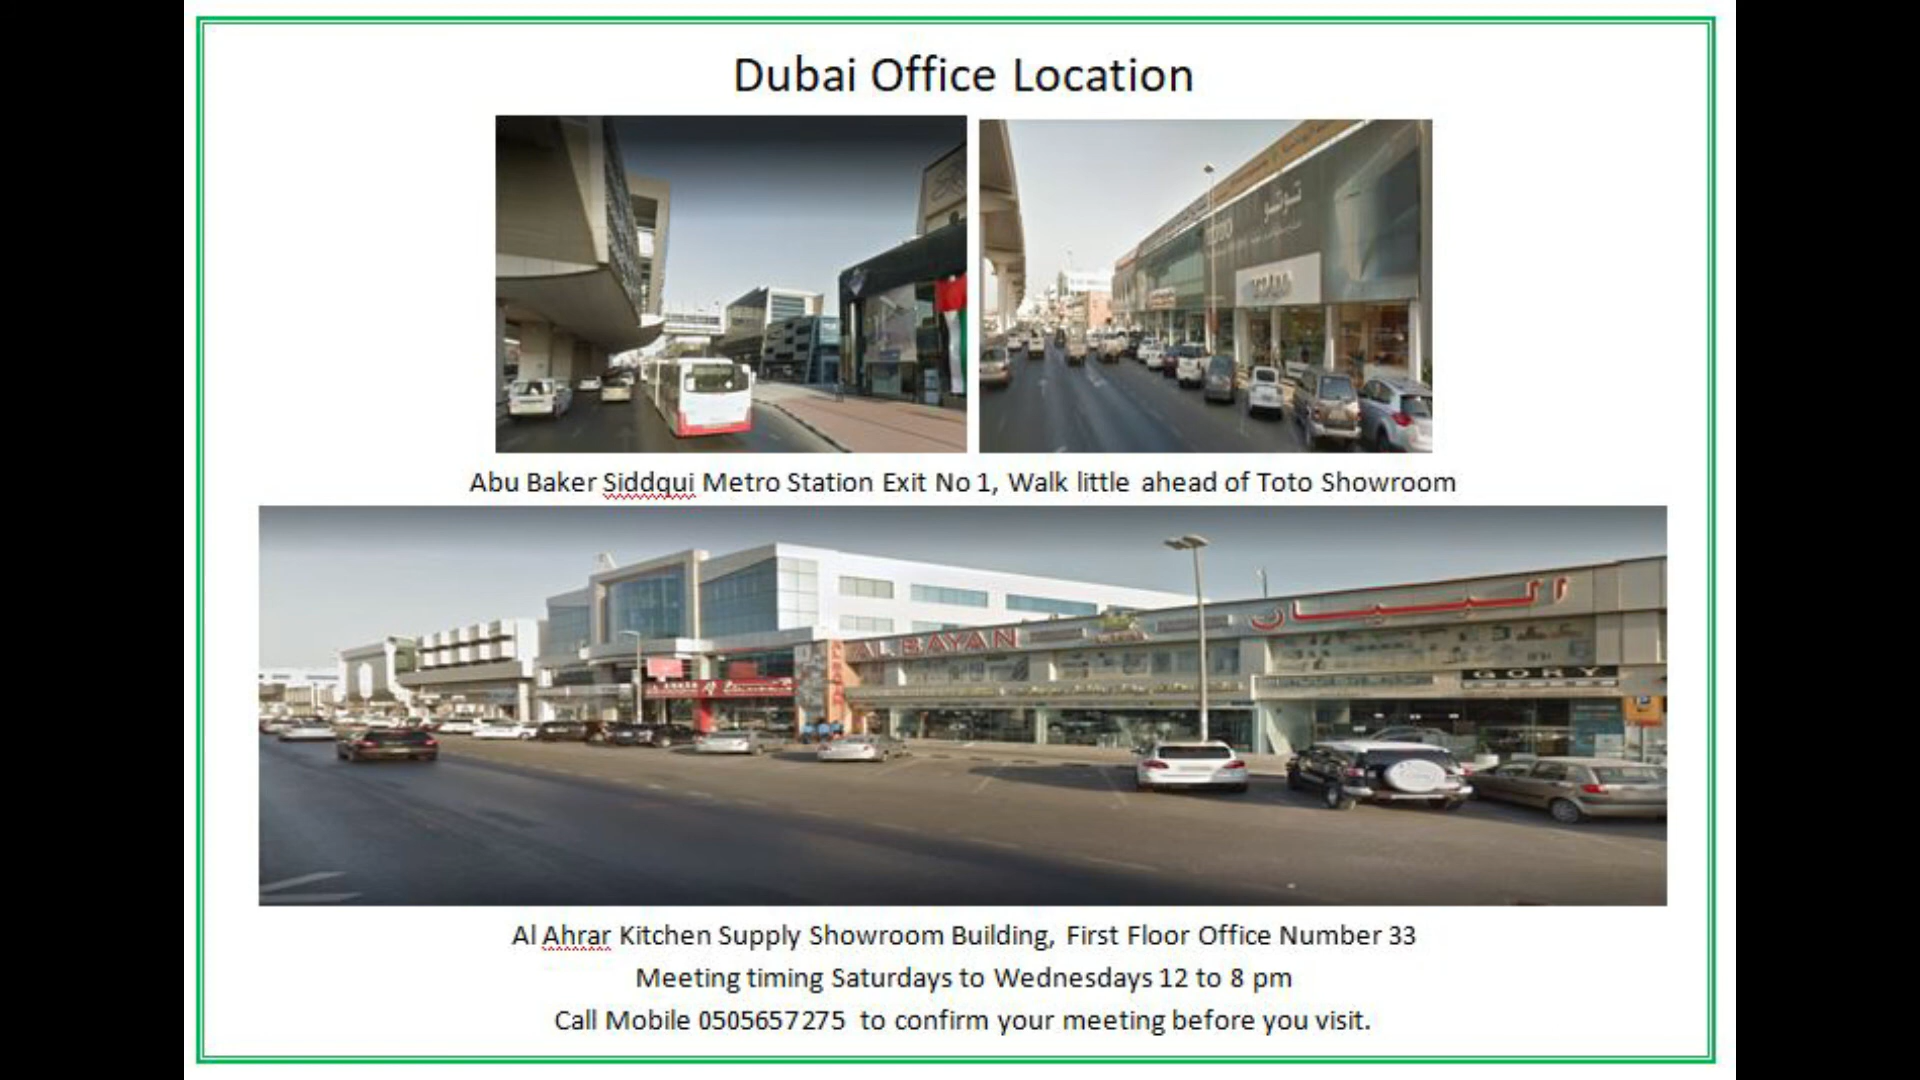 Dubai Office Location
توتو
Abu Baker Siddqui Metro Station Exit No 1, Walk little ahead of Toto Showroom
AL BAYAN
البيان
GORY
Al Ahrar Kitchen Supply Showroom Building, First Floor Office Number 33
Meeting timing Saturdays to Wednesdays 12 to 8 pm
Call Mobile 0505657275 to confirm your meeting before you visit.